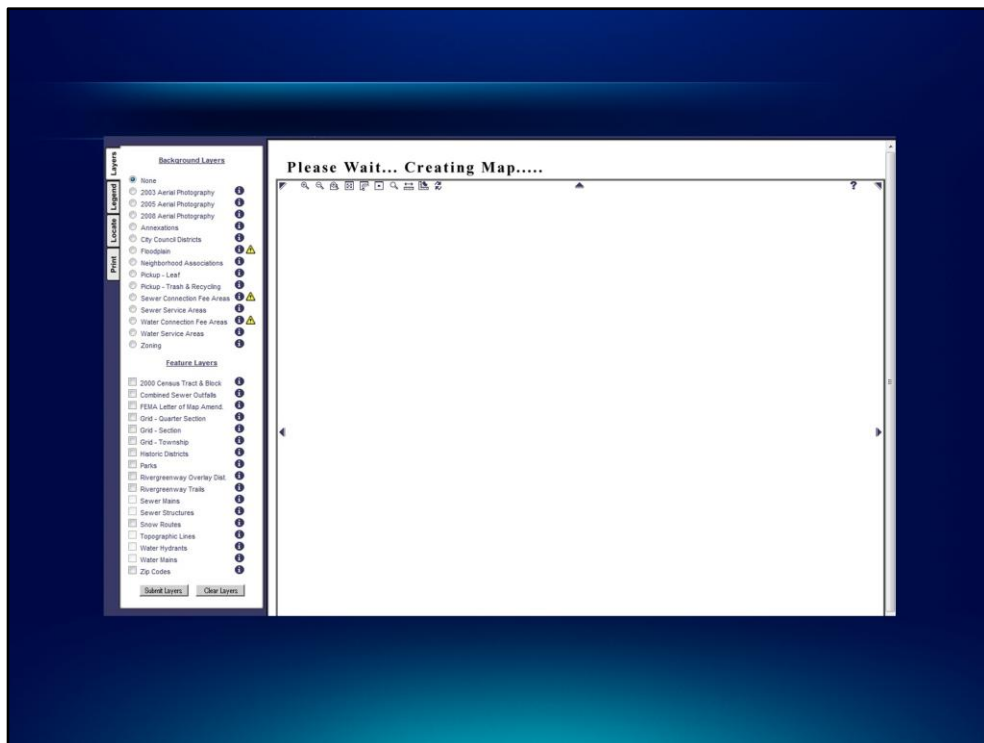 Layers
Legend
Locate
Print
Background Layers
None
2003 Aerial Photography
2005 Aerial Photography
2008 Aerial Photography
Annexations
City Council Districts
Floodplain
Neighborhood Associations
Pickup - Leaf
Pickup - Trash & Recycling
Sewer Connection Fee Areas
Sewer Service Areas
Water Connection Fee Areas
Water Service Areas
Zoning
Feature Layers
2000 Census Tract & Block
Combined Sewer Outfalls
FEMA Letter of Map Amend.
Grid - Quarter Section
Grid - Section
Grid - Township
Historic Districts
Parks
Rivergreenway Overlay Dist.
Rivergreenway Trails
Sewer Mains
Sewer Structures
Snow Routes
Topographic Lines
Water Hydrants
Water Mains
Zip Codes
Submit Layers Clear Layers
Please Wait... Creating Map.....
?